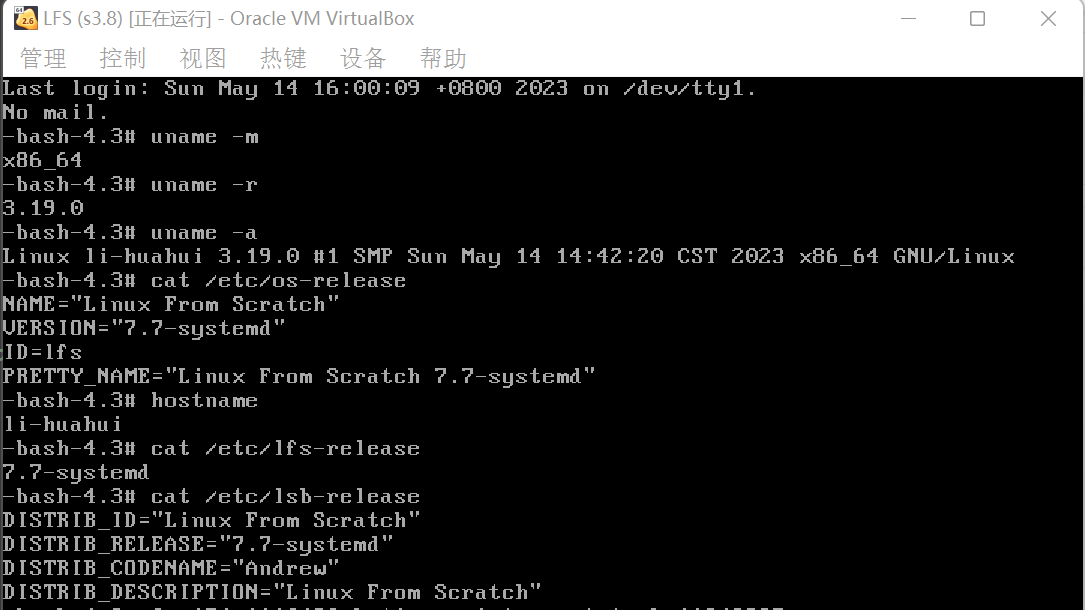 LFS (s3.8) [正在运行] - Oracle VM VirtualBox
管理 控制 视图 热键 设备 帮助
Last login: Sun May 14 16:00:09 +0800 2023 on /dev/tty1.
No mail.
-bash-4.3# uname -m
x86_64
-bash-4.3# uname -r
3.19.0
-bash-4.3# uname -a
Linux li-huahui 3.19.0 #1 SMP Sun May 14 14:42:20 CST 2023 x86_64 GNU/Linux
-bash-4.3# cat /etc/os-release
NAME="Linux From Scratch"
VERSION="7.7-systemd"
ID=lfs
PRETTY_NAME="Linux From Scratch 7.7-systemd"
-bash-4.3# hostname
li-huahui
-bash-4.3# cat /etc/lfs-release
7.7-systemd
-bash-4.3# cat /etc/lsb-release
DISTRIB_ID="Linux From Scratch"
DISTRIB_RELEASE="7.7-systemd"
DISTRIB_CODENAME="Andrew"
DISTRIB_DESCRIPTION="Linux From Scratch"